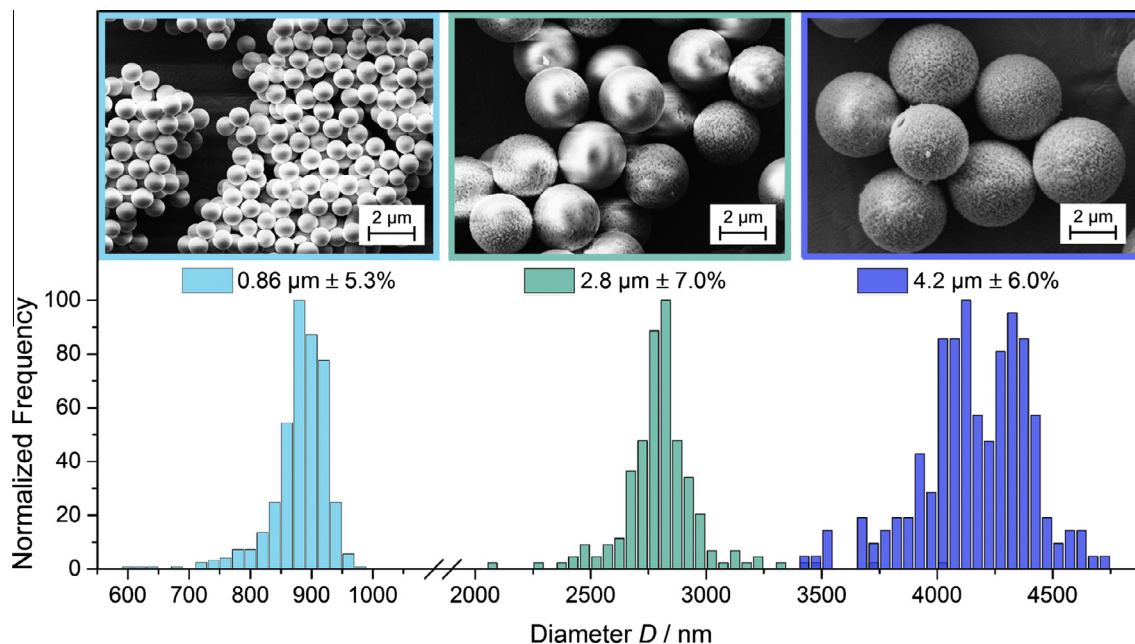 2 μm
2 μm
2 μm
0.86 μm ± 5.3%
2.8 μm ± 7.0%
4.2 μm ± 6.0%
Normalized Frequency
100
80
60
40
20
0
600 700 800 900 1000 2000 2500 3000 3500 4000 4500
Diameter D / nm